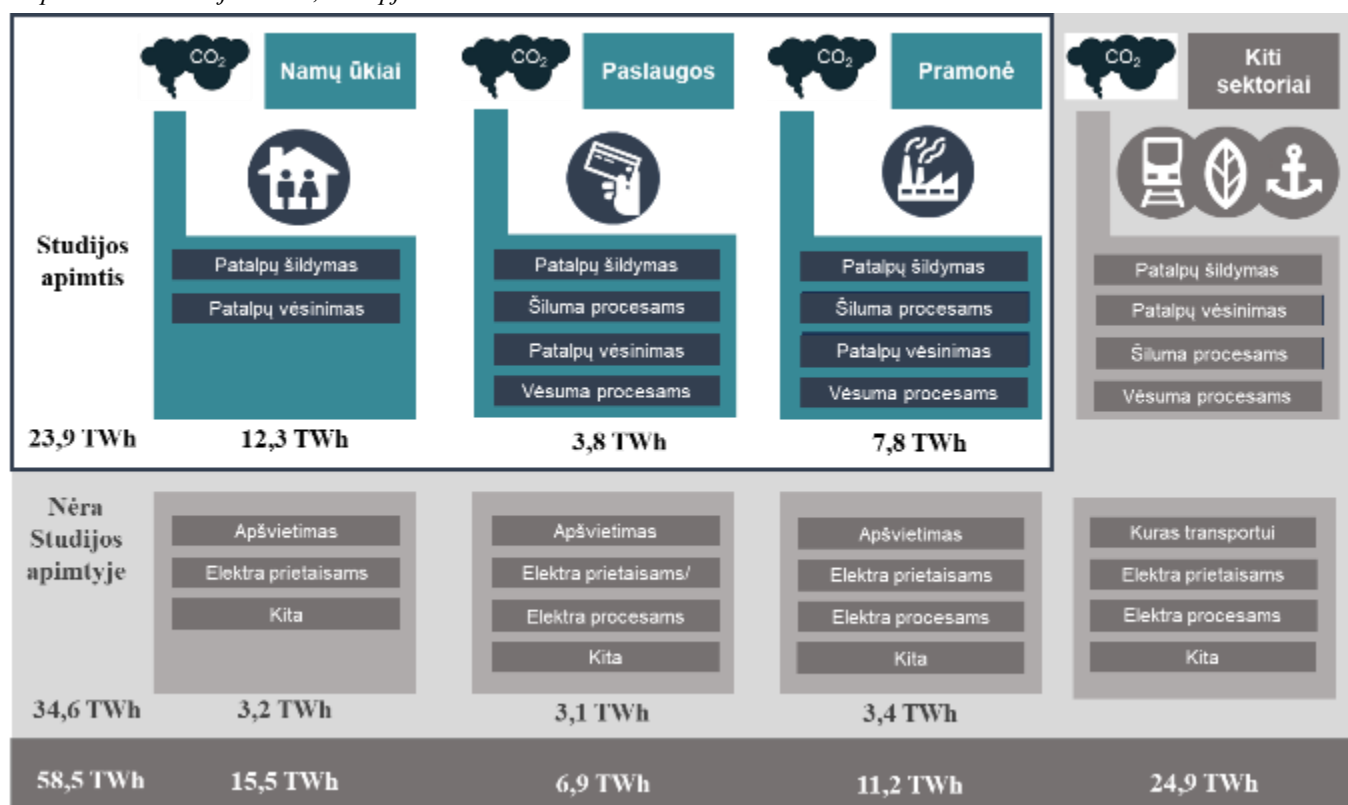 CO₂
Namų ūkiai
CO₂
Paslaugos
CO₂
Pramonė
CO₂
Kiti
sektoriai
Studijos
apimtis
Patalpų šildymas
Patalpų vėsinimas
Patalpų šildymas
Šiluma procesams
Patalpų vėsinimas
Vėsuma procesams
Patalpų šildymas
Šiluma procesams
Patalpų vėsinimas
Vėsuma procesams
Patalpų šildymas
Patalpų vėsinimas
Šiluma procesams
Vėsuma procesams
23,9 TWh
12,3 TWh
3,8 TWh
7,8 TWh
Nėra
Studijos
apimtyje
Apšvietimas
Elektra prietaisams
Kita
Apšvietimas
Elektra prietaisams/
Elektra procesams
Kita
Apšvietimas
Elektra prietaisams
Elektra procesams
Kita
Kuras transportui
Elektra prietaisams
Elektra procesams
Kita
34,6 TWh
3,2 TWh
3,1 TWh
3,4 TWh
58,5 TWh
15,5 TWh
6,9 TWh
11,2 TWh
24,9 TWh